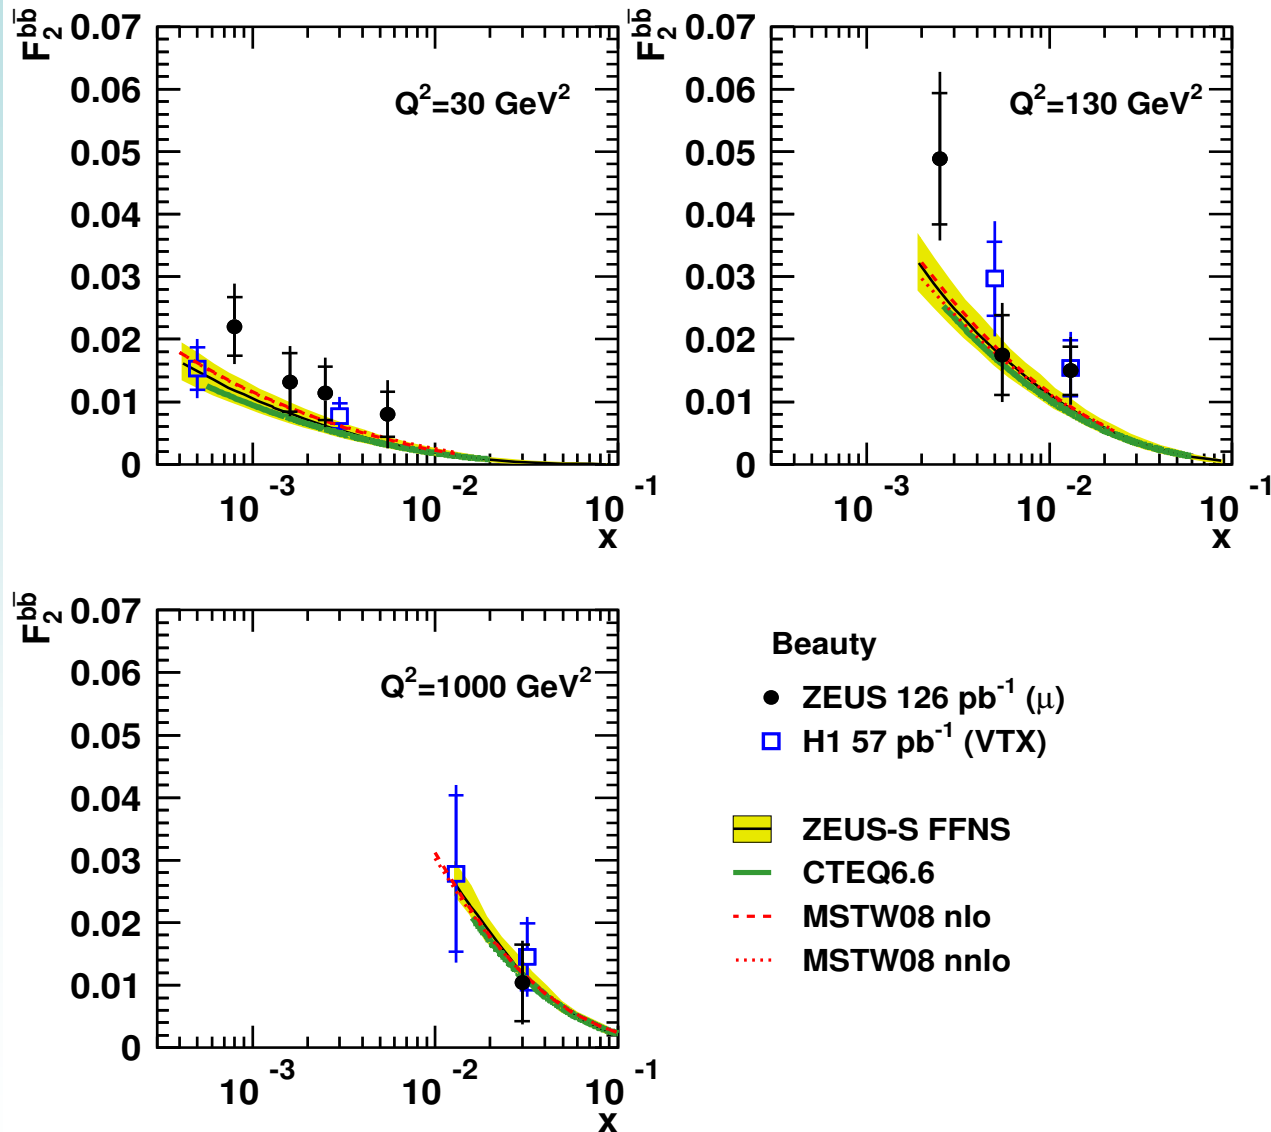 F₂ᵇᵇ̅
Q²=30 GeV²
0.07
0.06
0.05
0.04
0.03
0.02
0.01
0
10⁻³
10⁻²
10⁻¹
x
F₂ᵇᵇ̅
Q²=130 GeV²
0.07
0.06
0.05
0.04
0.03
0.02
0.01
0
10⁻³
10⁻²
10⁻¹
x
F₂ᵇᵇ̅
Q²=1000 GeV²
0.07
0.06
0.05
0.04
0.03
0.02
0.01
0
10⁻³
10⁻²
10⁻¹
x
Beauty
ZEUS 126 pb⁻¹ (μ)
H1 57 pb⁻¹ (VTX)
ZEUS-S FFNS
CTEQ6.6
MSTW08 nlo
MSTW08 nnlo